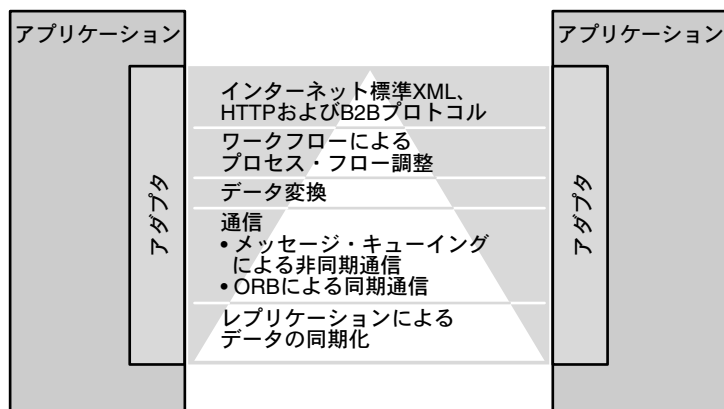 アプリケーション
アプリケーション
アダプタ
インターネット標準XML、
HTTPおよびB2Bプロトコル
ワークフローによる
プロセス・フロー調整
データ変換
通信
• メッセージ・キューイング
による非同期通信
• ORBによる同期通信
レプリケーションによる
データの同期化
アダプタ